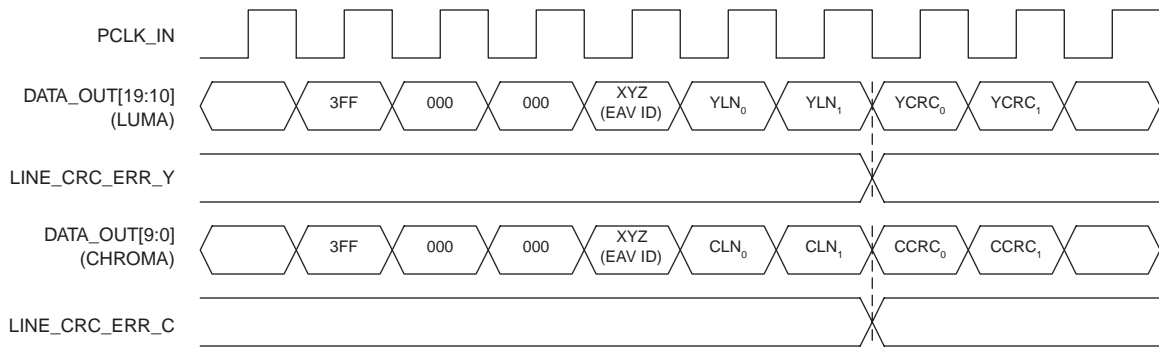 PCLK_IN
DATA_OUT[19:10]
(LUMA)
3FF
000
000
XYZ
(EAV ID)
YLN₀
YLN₁
YCRC₀
YCRC₁
LINE_CRC_ERR_Y
DATA_OUT[9:0]
(CHROMA)
3FF
000
000
XYZ
(EAV ID)
CLN₀
CLN₁
CCRC₀
CCRC₁
LINE_CRC_ERR_C